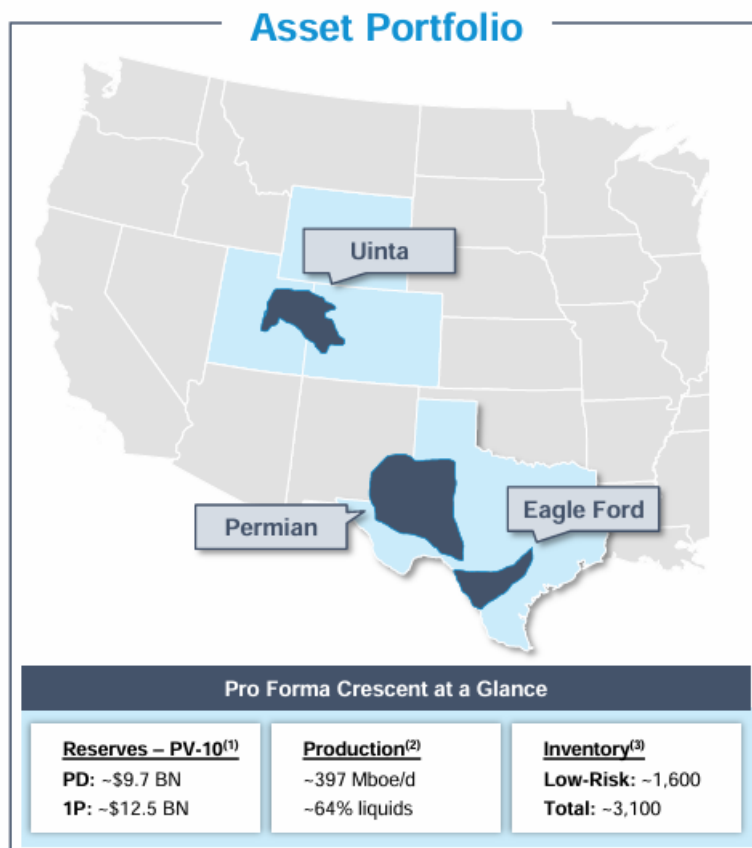 Asset Portfolio
Uinta
Permian
Eagle Ford
Pro Forma Crescent at a Glance
Reserves – PV-10(1)
PD: ~$9.7 BN
1P: ~$12.5 BN
Production(2)
~397 Mboe/d
~64% liquids
Inventory(3)
Low-Risk: ~1,600
Total: ~3,100